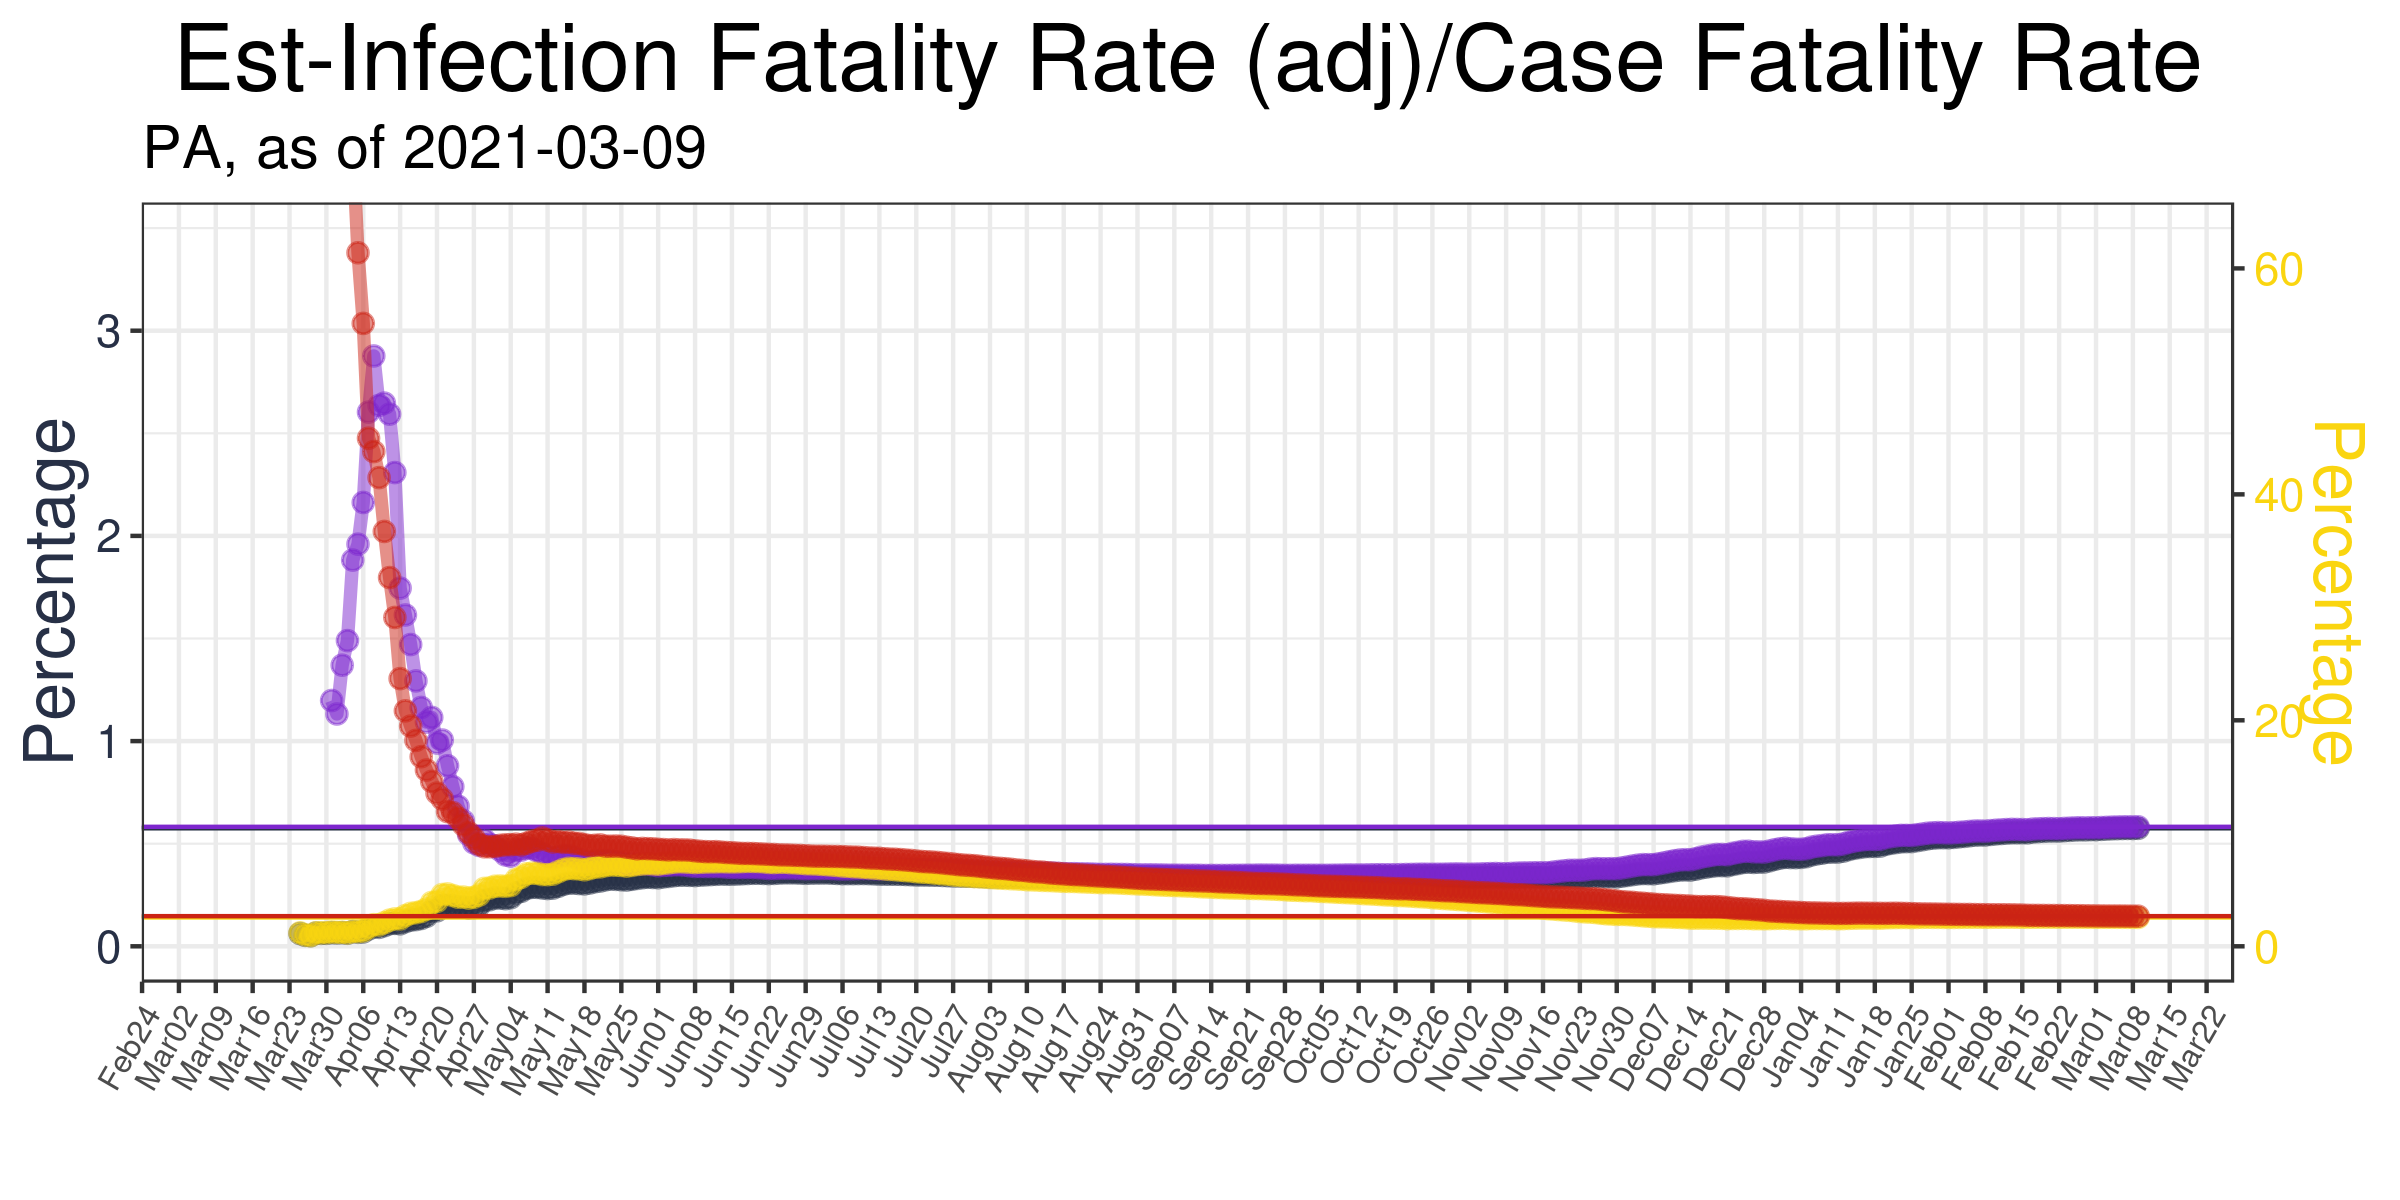 Est-Infection Fatality Rate (adj)/Case Fatality Rate
PA, as of 2021-03-09
Percentage
3
2
1
0
60
40
20
0
Percentage
Feb24
Mar02
Mar09
Mar16
Mar23
Mar30
Apr06
Apr13
Apr20
Apr27
May04
May11
May18
May25
Jun01
Jun08
Jun15
Jun22
Jun29
Jul06
Jul13
Jul20
Jul27
Aug03
Aug10
Aug17
Aug24
Aug31
Sep07
Sep14
Sep21
Sep28
Oct05
Oct12
Oct19
Oct26
Nov02
Nov09
Nov16
Nov23
Nov30
Dec07
Dec14
Dec21
Dec28
Jan04
Jan11
Jan18
Jan25
Feb01
Feb08
Feb15
Feb22
Mar01
Mar08
Mar15
Mar22